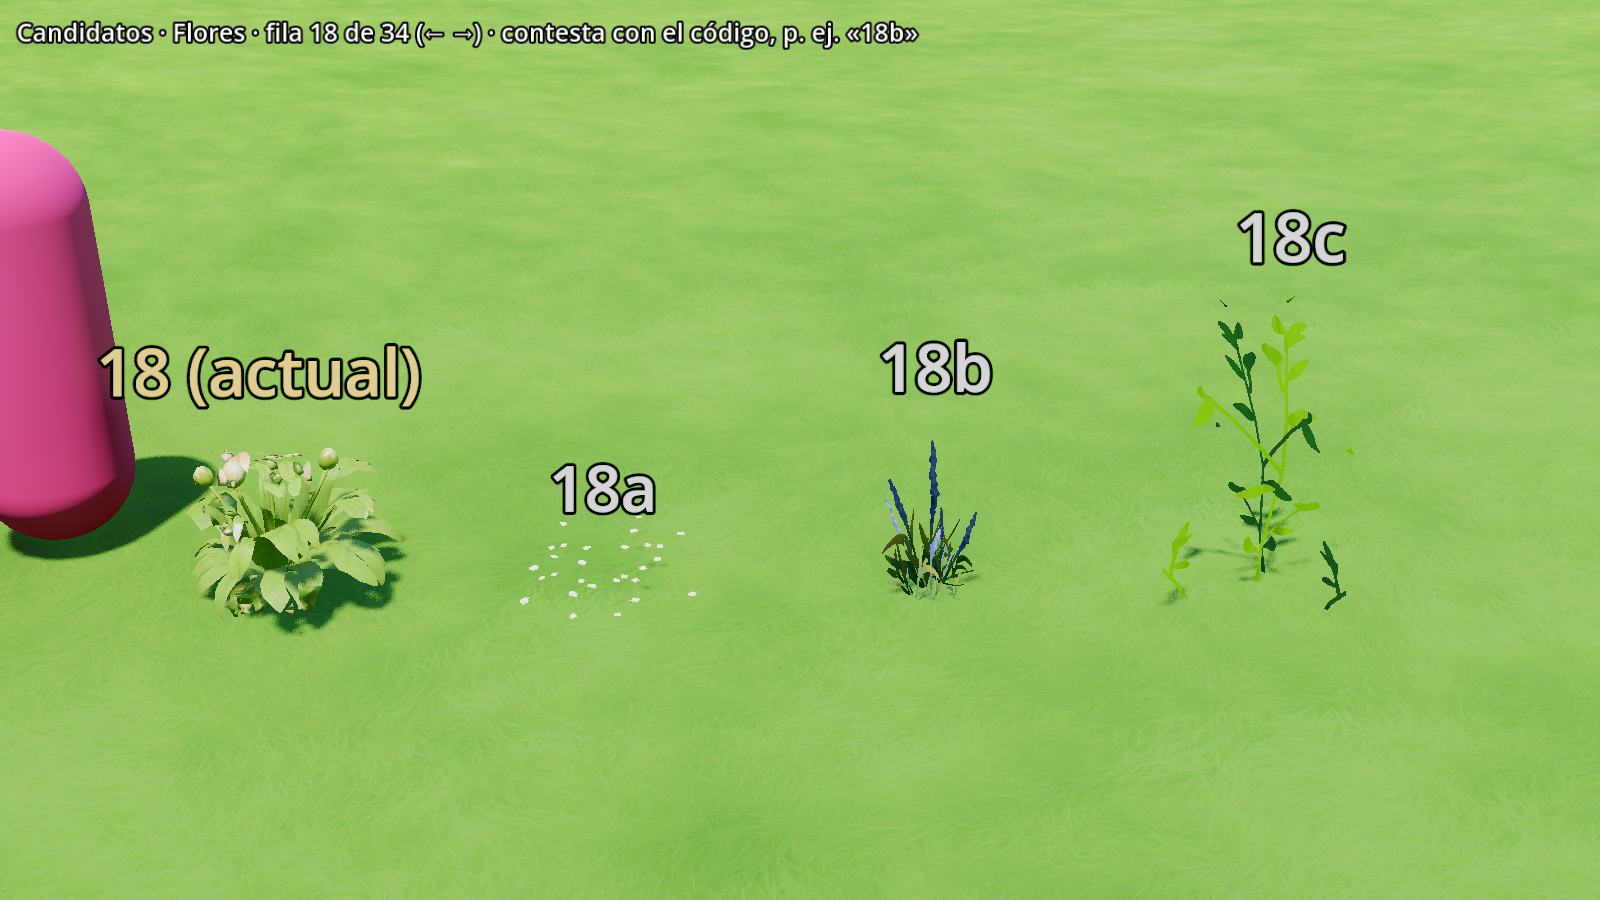 Candidatos · Flores · fila 18 de 34 (← →) · contesta con el código, p. ej. «18b»
18c
18b
18 (actual)
18a